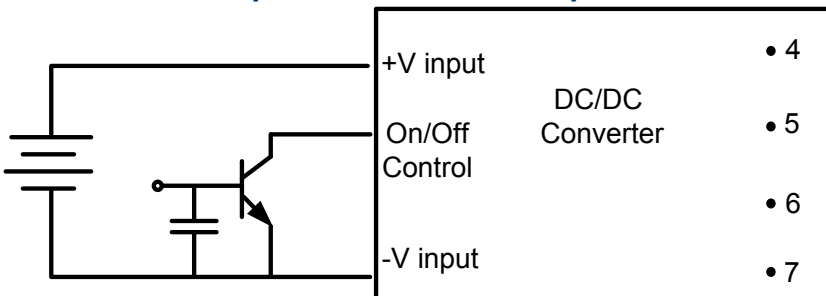 +V input
On/Off
Control
-V input
DC/DC
Converter
4
5
6
7